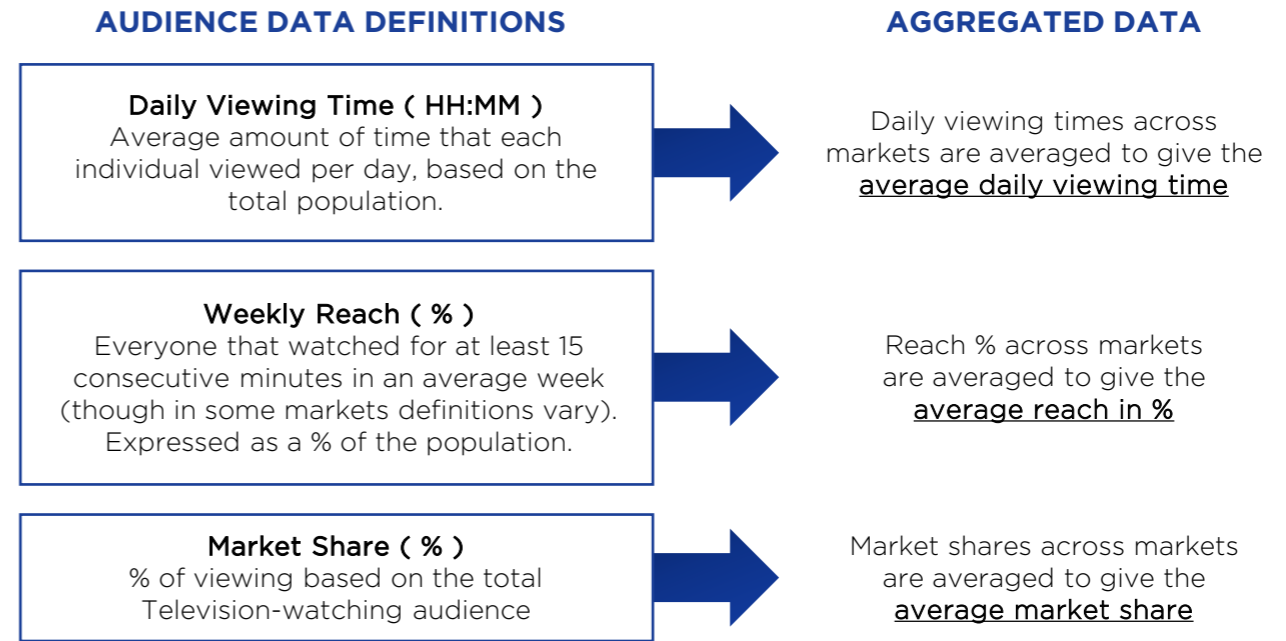 AUDIENCE DATA DEFINITIONS
AGGREGATED DATA
Daily Viewing Time ( HH:MM )
Average amount of time that each
individual viewed per day, based on the
total population.
Daily viewing times across
markets are averaged to give the
average daily viewing time
Weekly Reach ( % )
Everyone that watched for at least 15
consecutive minutes in an average week
(though in some markets definitions vary).
Expressed as a % of the population.
Reach % across markets
are averaged to give the
average reach in %
Market Share ( % )
% of viewing based on the total
Television-watching audience
Market shares across markets
are averaged to give the
average market share